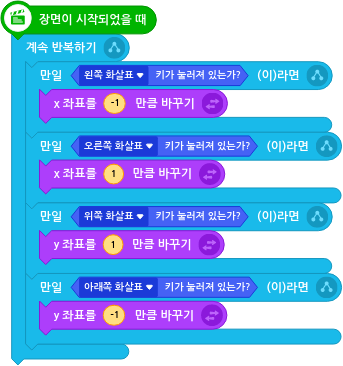 장면이 시작되었을 때
계속 반복하기
만일 왼쪽 화살표 키가 눌러져 있는가? (이)라면
x 좌표를 -1 만큼 바꾸기
만일 오른쪽 화살표 키가 눌러져 있는가? (이)라면
x 좌표를 1 만큼 바꾸기
만일 위쪽 화살표 키가 눌러져 있는가? (이)라면
y 좌표를 1 만큼 바꾸기
만일 아래쪽 화살표 키가 눌러져 있는가? (이)라면
y 좌표를 -1 만큼 바꾸기